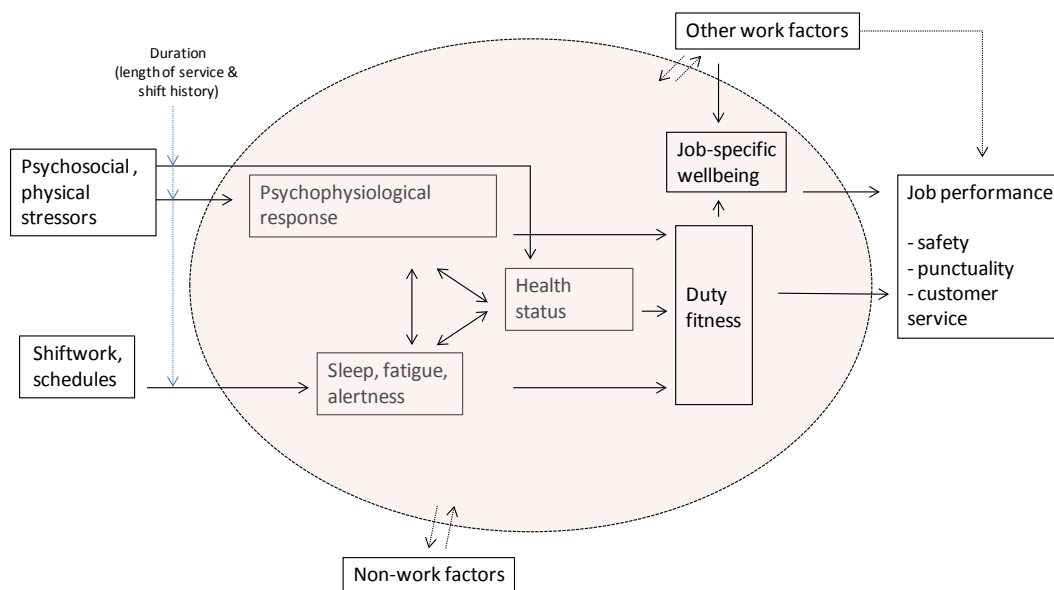 Other work factors
Duration
(length of service &
shift history)
Psychosocial ,
physical
stressors
Psychophysiological
response
Job-specific
wellbeing
Job performance
- safety
- punctuality
- customer
service
Health
status
Duty
fitness
Shiftwork,
schedules
Sleep, fatigue,
alertness
Non-work factors